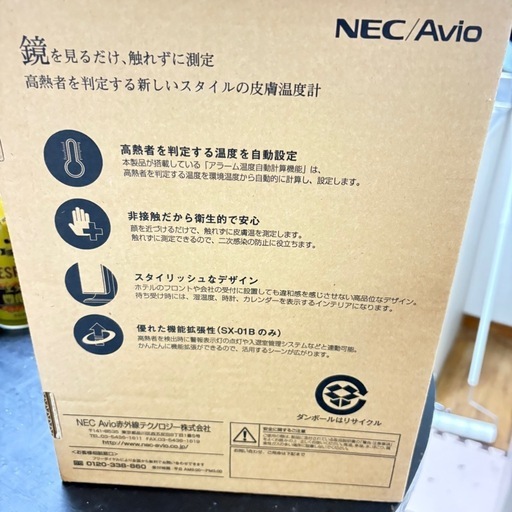 NEC/Avio
鏡を見るだけ、触れずに測定
高熱者を判定する新しいスタイルの皮膚温度計
高熱者を判定する温度を自動設定
本製品が搭載している「アラーム温度自動計算機能」は、
高熱者を判定する温度を環境温度から自動的に計算し、設定します。
非接触だから衛生的で安心
顔を近づけるだけで、触れずに皮膚温を測定します。
触れずに測定できるので、二次感染の防止に役立ちます。
スタイリッシュなデザイン
ホテルのフロントや会社の受付に設置しても違和感を感じさせない高品位なデザイン。
待ち受け時には、湿温度、時計、カレンダーを表示するインテリアになります。
優れた機能拡張性(SX-01Bのみ)
高熱者を検出時に警報表示灯の点灯や入退室管理システムなどと連動可能。
かんたんに機能拡張ができるので、活用するシーンが広がります。
ダンボールはリサイクル
NEC Avio赤外線テクノロジー株式会社
http://www.nec-avio.co.jp/
<お客様相談窓口>
0120-338-660